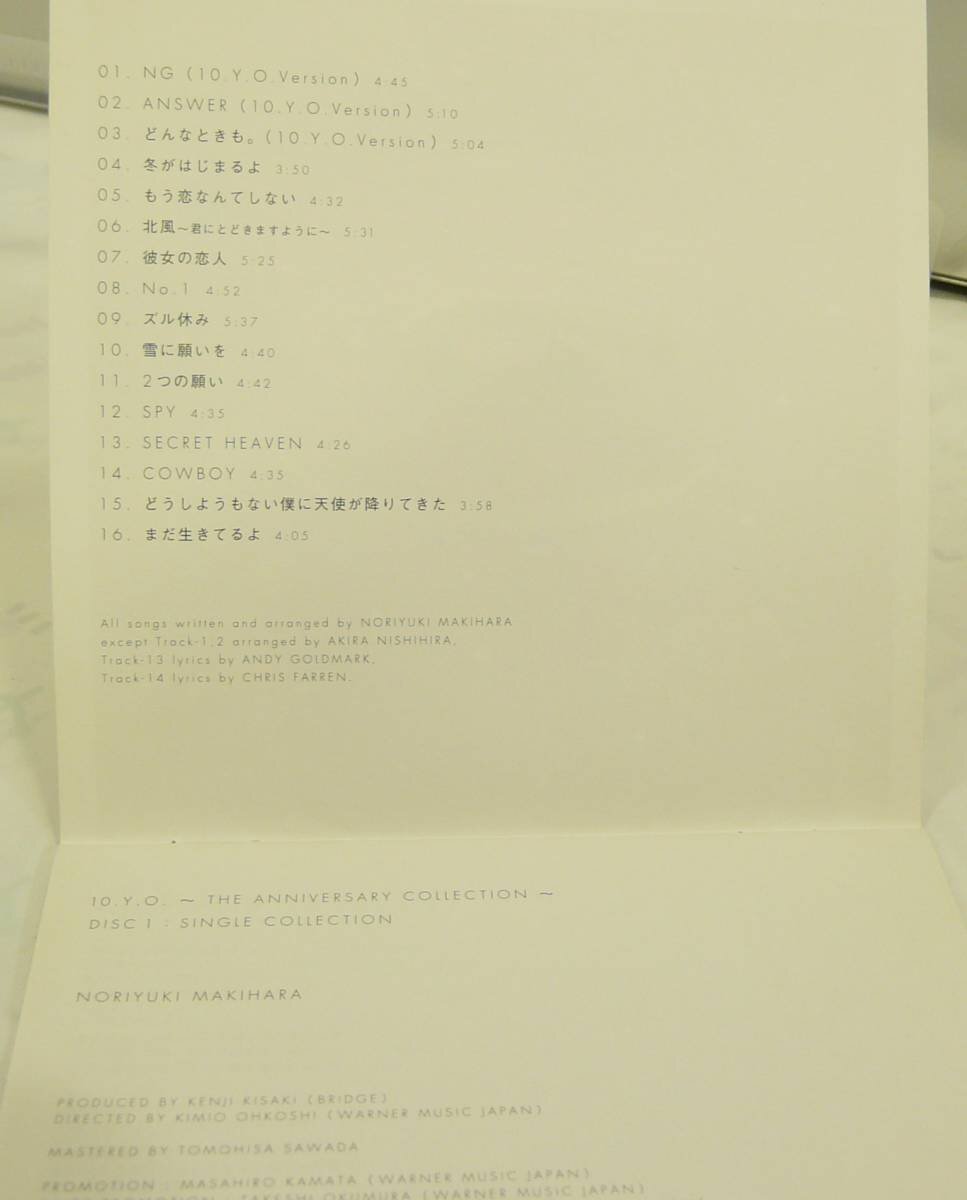 01. NG (10.Y.O.Version) 4:45
02. ANSWER (10.Y.O.Version) 5:10
03. どんなときも。(10.Y.O.Version) 5:04
04. 冬がはじまるよ 3:50
05. もう恋なんてしない 4:32
06. 北風~君にとどきますように~ 5:31
07. 彼女の恋人 5:25
08. No.1 4:52
09. ズル休み 5:37
10. 雪に願いを 4:40
11. 2つの願い 4:42
12. SPY 4:35
13. SECRET HEAVEN 4:26
14. COWBOY 4:35
15. どうしようもない僕に天使が降りてきた 3:58
16. まだ生きてるよ 4:05
All songs written and arranged by NORIYUKI MAKIHARA
except Track-1,2 arranged by AKIRA NISHIHIRA.
Track-13 lyrics by ANDY GOLDMARK.
Track-14 lyrics by CHRIS FARREN.
10.Y.O. ~ THE ANNIVERSARY COLLECTION ~
DISC 1 : SINGLE COLLECTION
NORIYUKI MAKIHARA
PRODUCED BY KENJI KISAKI (BRIDGE)
DIRECTED BY KIMIO OHKOSHI (WARNER MUSIC JAPAN)
MASTERED BY TOMOHISA SAWADA
PROMOTION : MASAHIRO KAMATA (WARNER MUSIC JAPAN)
PROMOTION : TAKESHI OKUMURA (WARNER MUSIC JAPAN)